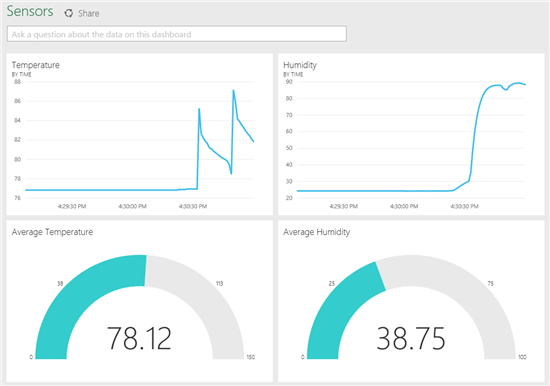 Sensors Share
Ask a question about the data on this dashboard
Temperature
BY TIME
88
86
84
82
80
78
76
4:29:30 PM 4:00:00 PM 4:30:30 PM
Humidity
BY TIME
90
80
70
60
50
40
30
20
4:29:30 PM 4:00:00 PM 4:30:30 PM
Average Temperature
38 113
78.12
0 150
Average Humidity
25 75
38.75
0 100